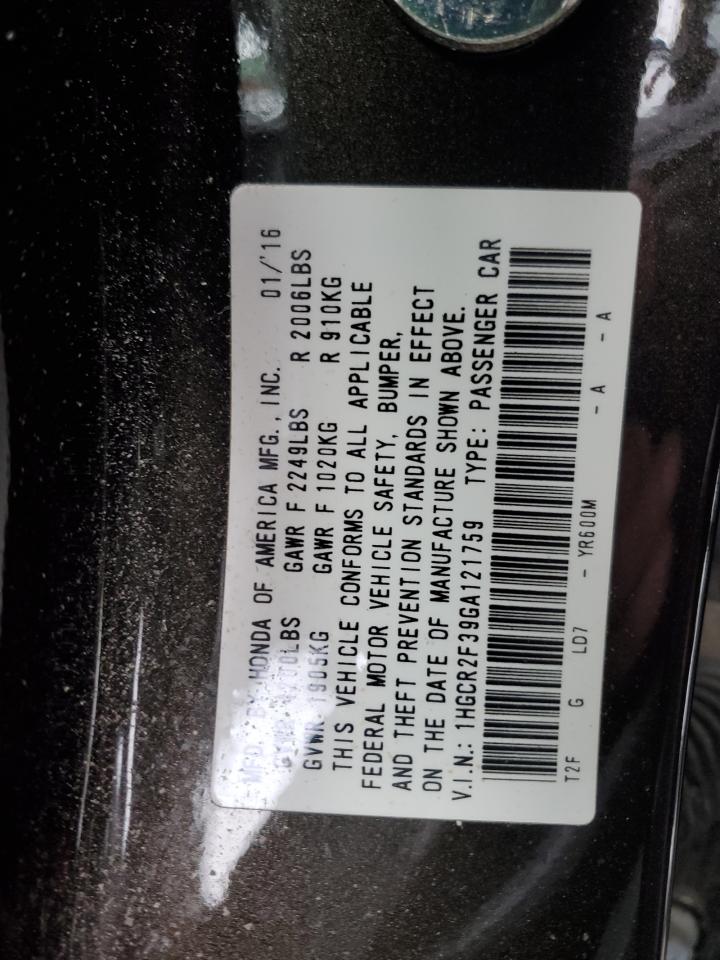 MFD. BY HONDA OF AMERICA MFG., INC. 01/'16
GAWR F 2249LBS R 2006LBS
GVWR 1905KG GAWR F 1020KG R 910KG
THIS VEHICLE CONFORMS TO ALL APPLICABLE
FEDERAL MOTOR VEHICLE SAFETY, BUMPER,
AND THEFT PREVENTION STANDARDS IN EFFECT
ON THE DATE OF MANUFACTURE SHOWN ABOVE.
V.I.N.: 1HGCR2F39GA121759 TYPE: PASSENGER CAR
T2F G LD7 - YR600M - A - A